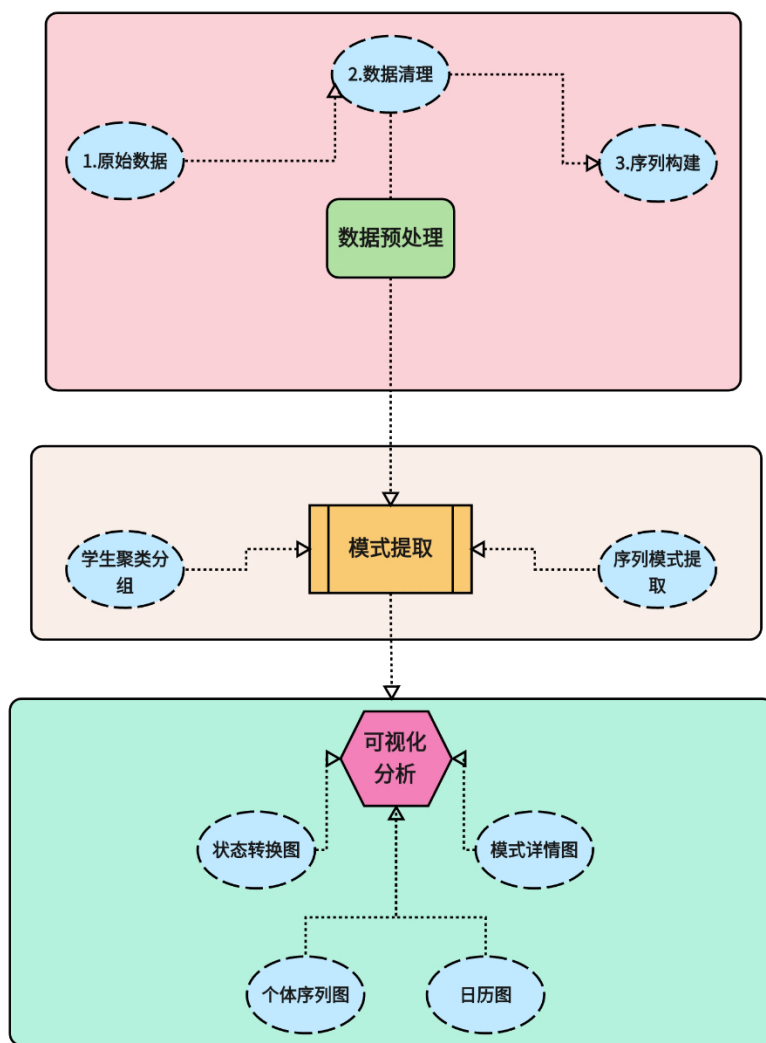 2.数据清理
1.原始数据
3.序列构建
数据预处理
模式提取
学生聚类分
组
序列模式提
取
可视化
分析
状态转换图
模式详情图
个体序列图
日历图